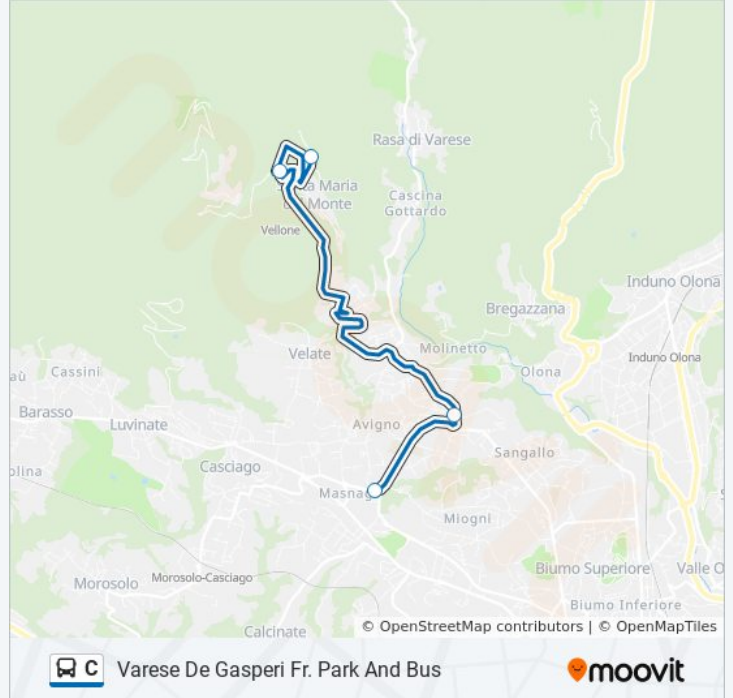 Rasa di Varese
Maria
Monte
Cascina
Gottardo
Vellone
Induno Olona
Bregazzana
Induno Olona
Velate
Molinetto
Olona
Cassini
Barasso
Luvinate
Avigno
Sangallo
Casciago
Masnag
Miogni
Biumo Superiore
Valle O
Morosolo
Morosolo-Casciago
Biumo Inferiore
Calcinate
© OpenStreetMap contributors | © OpenMapTiles
C Varese De Gasperi Fr. Park And Bus
moovit